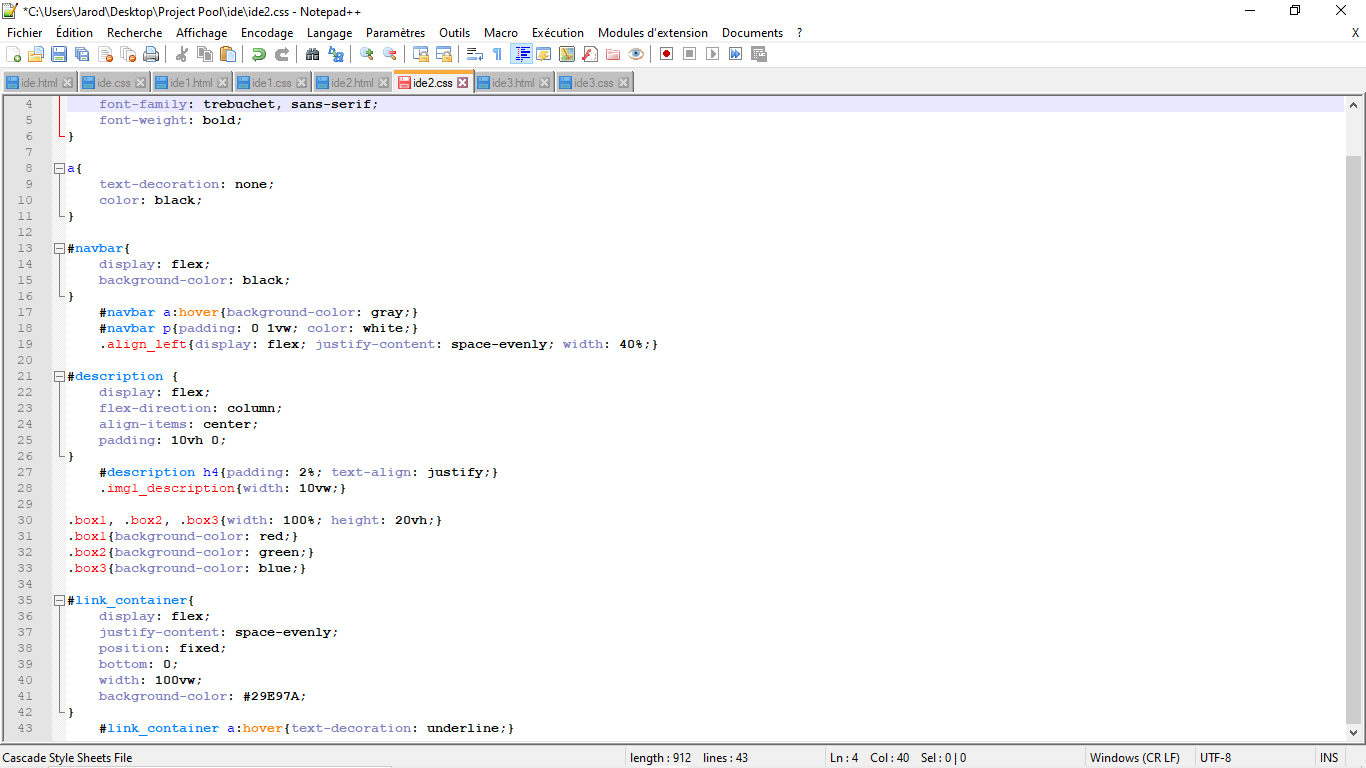 *C:\Users\Jarod\Desktop\Project Pool\ide\ide2.css - Notepad++
Fichier Édition Recherche Affichage Encodage Langage Paramètres Outils Macro Exécution Modules d'extension Documents ? X
ide.html ide.css ide1.html ide1.css ide2.html ide2.css ide3.html ide3.css
4 font-family: trebuchet, sans-serif;
5 font-weight: bold;
6 }
7
8 a{
9 text-decoration: none;
10 color: black;
11 }
12
13 #navbar{
14 display: flex;
15 background-color: black;
16 }
17 #navbar a:hover{background-color: gray;}
18 #navbar p{padding: 0 1vw; color: white;}
19 .align_left{display: flex; justify-content: space-evenly; width: 40%;}
20
21 #description {
22 display: flex;
23 flex-direction: column;
24 align-items: center;
25 padding: 10vh 0;
26 }
27 #description h4{padding: 2%; text-align: justify;}
28 .img1_description{width: 10vw;}
29
30 .box1, .box2, .box3{width: 100%; height: 20vh;}
31 .box1{background-color: red;}
32 .box2{background-color: green;}
33 .box3{background-color: blue;}
34
35 #link_container{
36 display: flex;
37 justify-content: space-evenly;
38 position: fixed;
39 bottom: 0;
40 width: 100vw;
41 background-color: #29E97A;
42 }
43 #link_container a:hover{text-decoration: underline;}
Cascade Style Sheets File length : 912 lines : 43 Ln : 4 Col : 40 Sel : 0 | 0 Windows (CR LF) UTF-8 INS